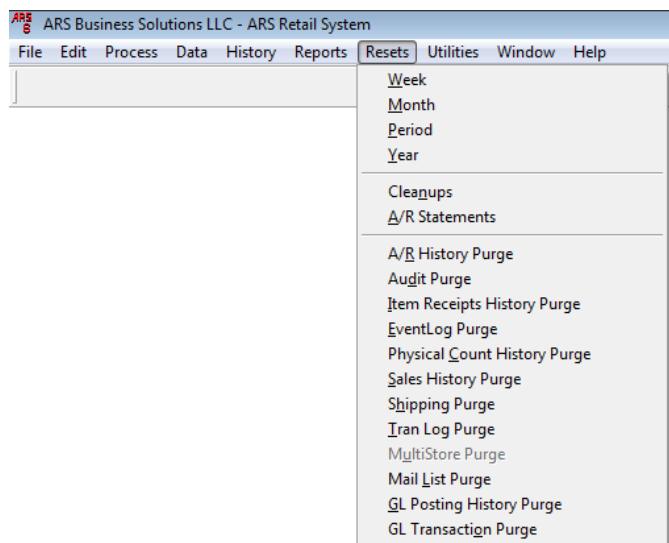 ARS
6 ARS Business Solutions LLC - ARS Retail System
File Edit Process Data History Reports Resets Utilities Window Help
Week
Month
Period
Year
Cleanups
A/R Statements
A/R History Purge
Audit Purge
Item Receipts History Purge
EventLog Purge
Physical Count History Purge
Sales History Purge
Shipping Purge
Tran Log Purge
MultiStore Purge
Mail List Purge
GL Posting History Purge
GL Transaction Purge